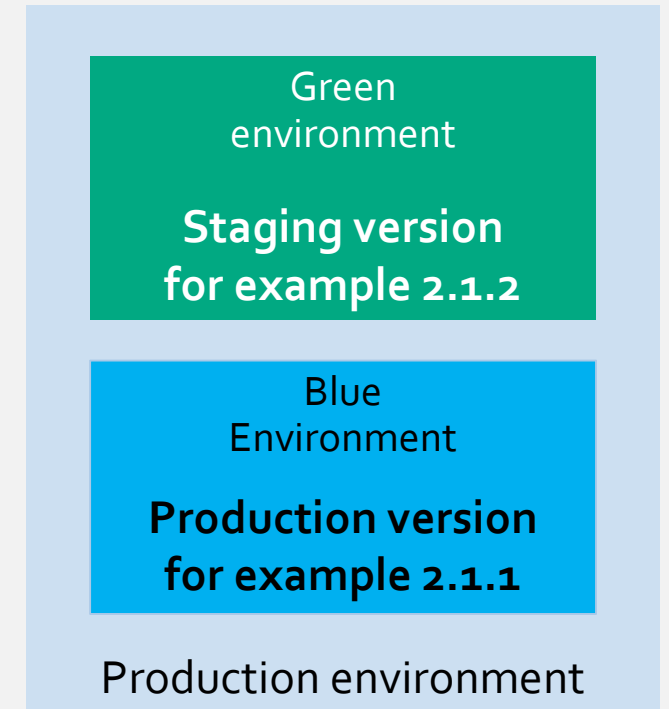 Green
environment
Staging version
for example 2.1.2
Blue
Environment
Production version
for example 2.1.1
Production environment